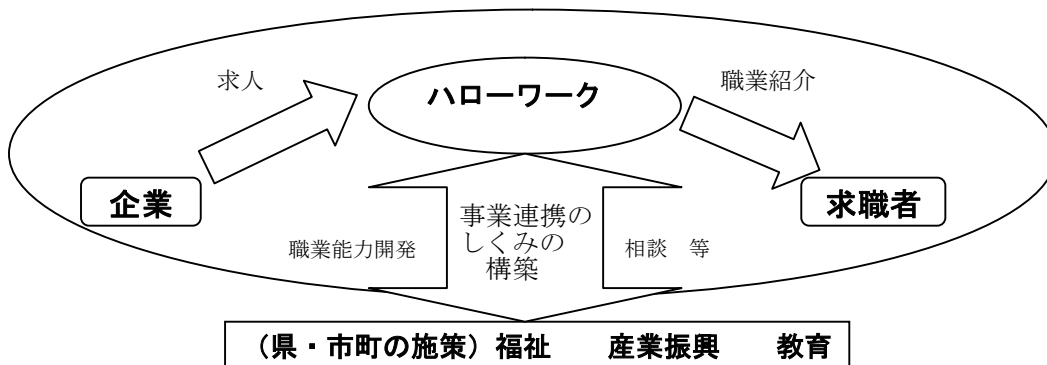 求人
ハローワーク
職業紹介
企業
求職者
事業連携の
しくみの
構築
職業能力開発
相談　等
（県・市町の施策）福祉　　産業振興　　教育